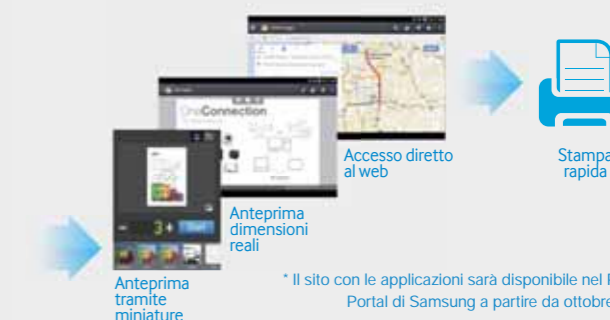 OneConnection
Accesso diretto
al web
Stampa
rapida
Anteprima
dimensioni
reali
3+
Start
Anteprima
tramite
miniature
* Il sito con le applicazioni sarà disponibile nel
Portal di Samsung a partire da ottobre